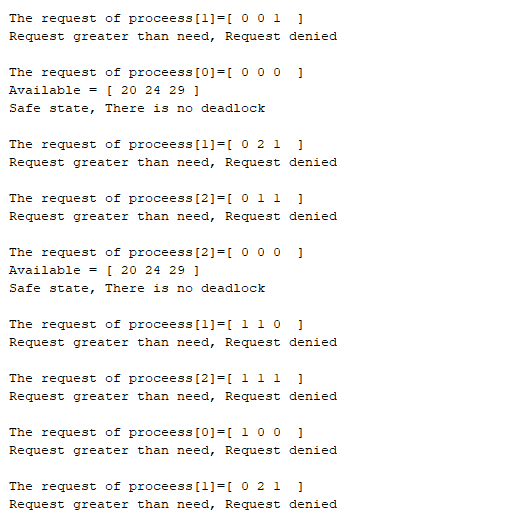 The request of proceess[1]=[ 0 0 1  ]
Request greater than need, Request denied
The request of proceess[0]=[ 0 0 0  ]
Available = [ 20 24 29 ]
Safe state, There is no deadlock
The request of proceess[1]=[ 0 2 1  ]
Request greater than need, Request denied
The request of proceess[2]=[ 0 1 1  ]
Request greater than need, Request denied
The request of proceess[2]=[ 0 0 0  ]
Available = [ 20 24 29 ]
Safe state, There is no deadlock
The request of proceess[1]=[ 1 1 0  ]
Request greater than need, Request denied
The request of proceess[2]=[ 1 1 1  ]
Request greater than need, Request denied
The request of proceess[0]=[ 1 0 0  ]
Request greater than need, Request denied
The request of proceess[1]=[ 0 2 1  ]
Request greater than need, Request denied